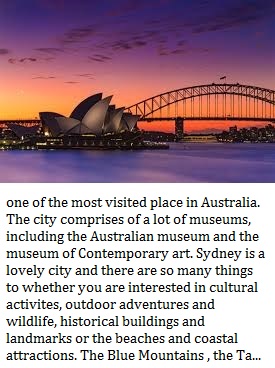 one of the most visited place in Australia.
The city comprises of a lot of museums,
including the Australian museum and the
museum of Contemporary art. Sydney is a
lovely city and there are so many things
to whether you are interested in cultural
activites, outdoor adventures and
wildlife, historical buildings and
landmarks or the beaches and coastal
attractions. The Blue Mountains , the Ta...